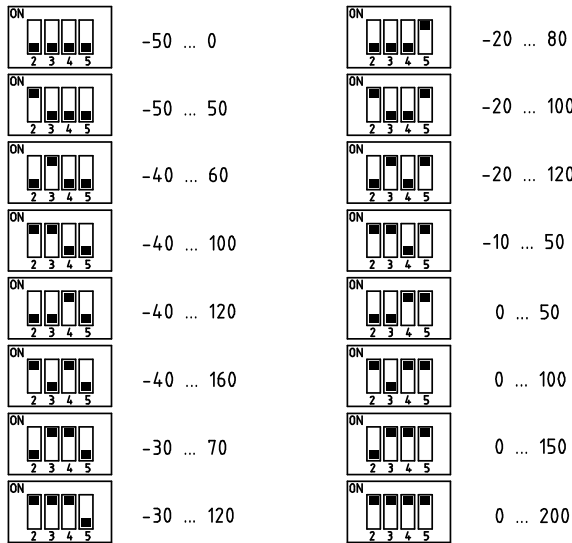 ON
2 3 4 5
-50 ... 0
ON
2 3 4 5
-50 ... 50
ON
2 3 4 5
-40 ... 60
ON
2 3 4 5
-40 ... 100
ON
2 3 4 5
-40 ... 120
ON
2 3 4 5
-40 ... 160
ON
2 3 4 5
-30 ... 70
ON
2 3 4 5
-30 ... 120
ON
2 3 4 5
-20 ... 80
ON
2 3 4 5
-20 ... 100
ON
2 3 4 5
-20 ... 120
ON
2 3 4 5
-10 ... 50
ON
2 3 4 5
0 ... 50
ON
2 3 4 5
0 ... 100
ON
2 3 4 5
0 ... 150
ON
2 3 4 5
0 ... 200